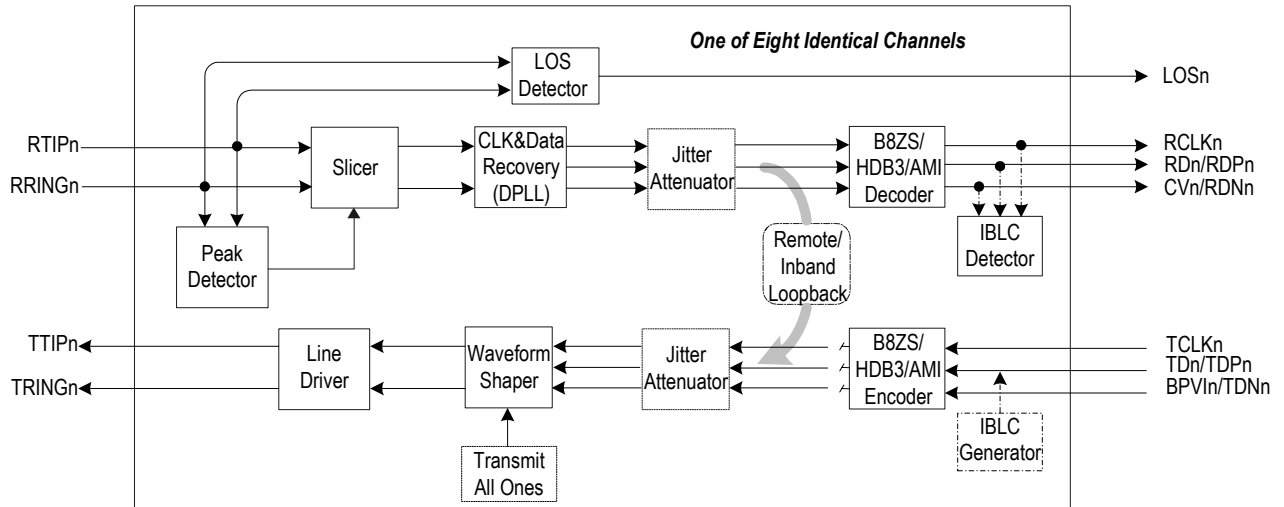 One of Eight Identical Channels
LOS
Detector
LOSn
RTIPn
RRINGn
Slicer
CLK&Data
Recovery
(DPLL)
Jitter
Attenuator
B8ZS/
HDB3/AMI
Decoder
RCLKn
RDn/RDPn
CVn/RDNn
Peak
Detector
Remote/
Inband
Loopback
IBLC
Detector
TTIPn
TRINGn
Line
Driver
Waveform
Shaper
Jitter
Attenuator
B8ZS/
HDB3/AMI
Encoder
TCLKn
TDn/TDPn
BPVIn/TDNn
Transmit
All Ones
IBLC
Generator